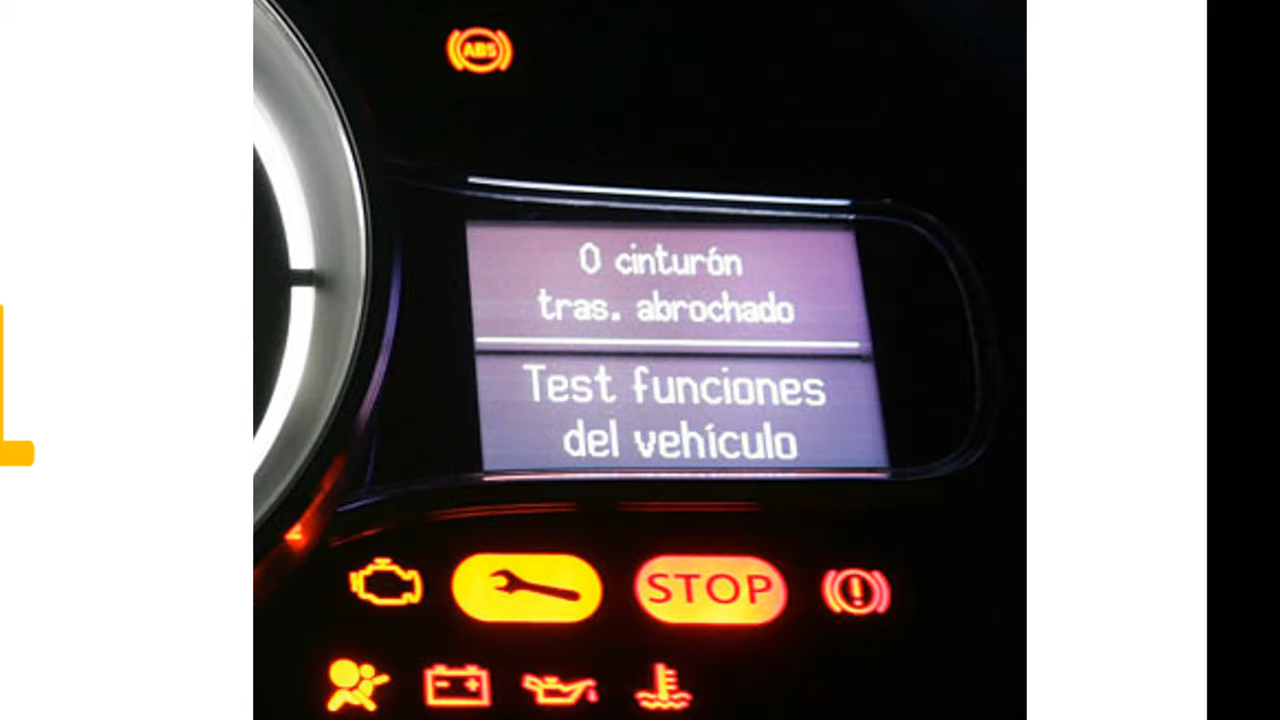 ABS
0 cinturón
tras. abrochado
Test funciones
del vehículo
STOP